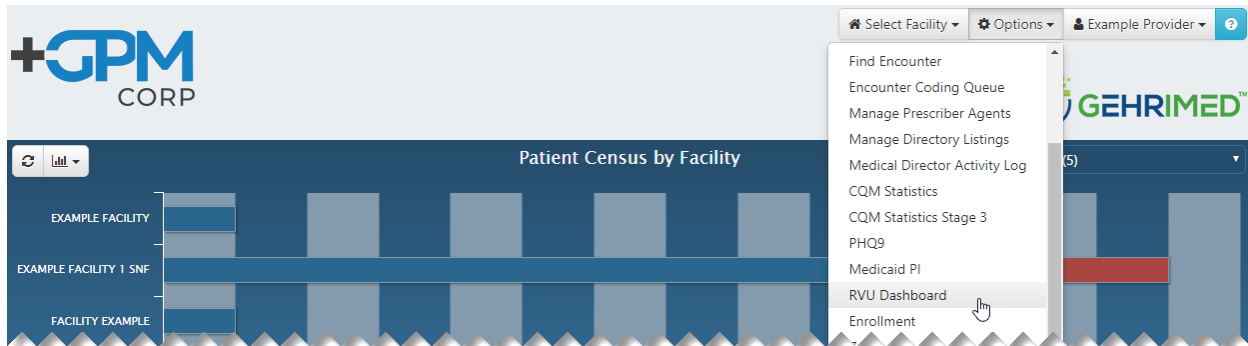 Select Facility
Options
Example Provider
+GPM
CORP
GEHRIMED™
Find Encounter
Encounter Coding Queue
Manage Prescriber Agents
Manage Directory Listings
Medical Director Activity Log
CQM Statistics
CQM Statistics Stage 3
PHQ9
Medicaid PI
RVU Dashboard
Enrollment
Patient Census by Facility
(5)
EXAMPLE FACILITY
EXAMPLE FACILITY 1 SNF
FACILITY EXAMPLE